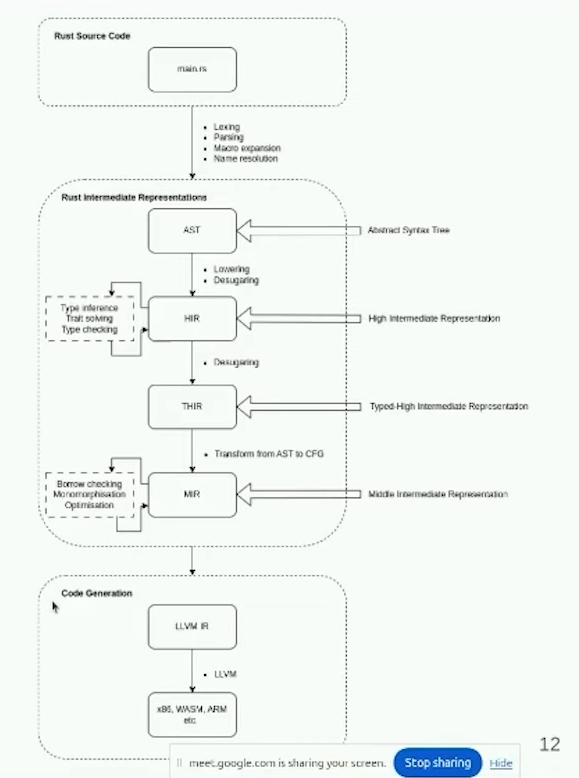 Rust Source Code
main.rs
• Lexing
• Parsing
• Macro expansion
• Name resolution
Rust Intermediate Representations
AST
Abstract Syntax Tree
• Lowering
• Desugaring
Type inference
Trait solving
Type checking
HIR
High Intermediate Representation
• Desugaring
THIR
Typed-High Intermediate Representation
• Transform from AST to CFG
Borrow checking
Monomorphisation
Optimisation
MIR
Middle Intermediate Representation
Code Generation
LLVM IR
• LLVM
x86, WASM, ARM
etc
12
meet.google.com is sharing your screen.
Stop sharing
Hide